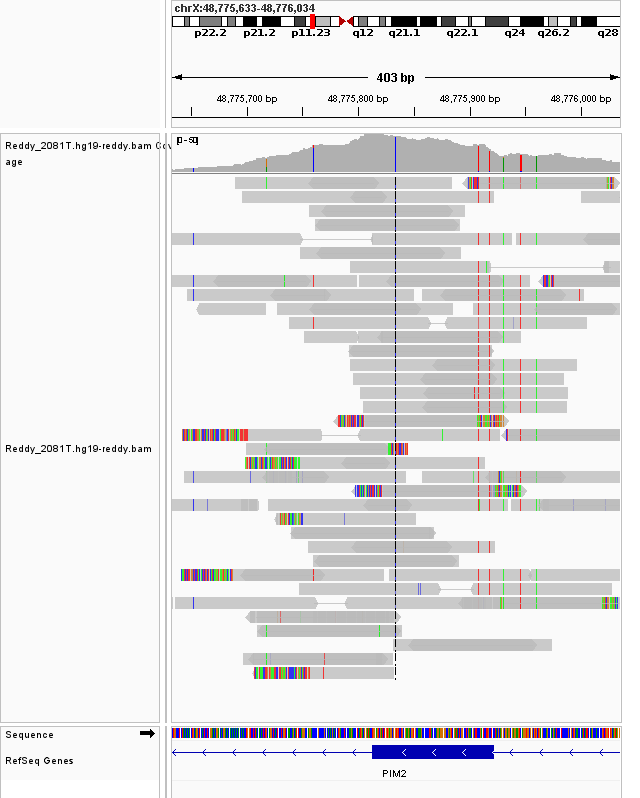 chrX:48,775,633-48,776,034
p22.2 p21.2 p11.23 q12 q21.1 q22.1 q24 q26.2 q28
403 bp
48,775,700 bp 48,775,800 bp 48,775,900 bp 48,776,000 bp
Reddy_2081T.hg19-reddy.bam Cov
age
Reddy_2081T.hg19-reddy.bam
Sequence
RefSeq Genes
PIM2